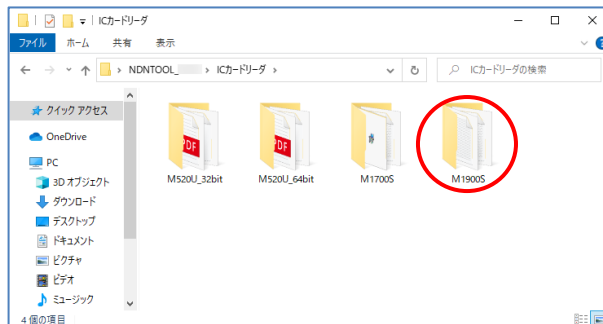 ICカードリーダ
ファイル ホーム 共有 表示
NDNTOOL_ > ICカードリーダ >
ICカードリーダの検索
クイック アクセス
OneDrive
PC
3D オブジェクト
ダウンロード
デスクトップ
ドキュメント
ピクチャ
ビデオ
ミュージック
PDF
PDF
M520U_32bit
M520U_64bit
M1700S
M1900S
4 個の項目